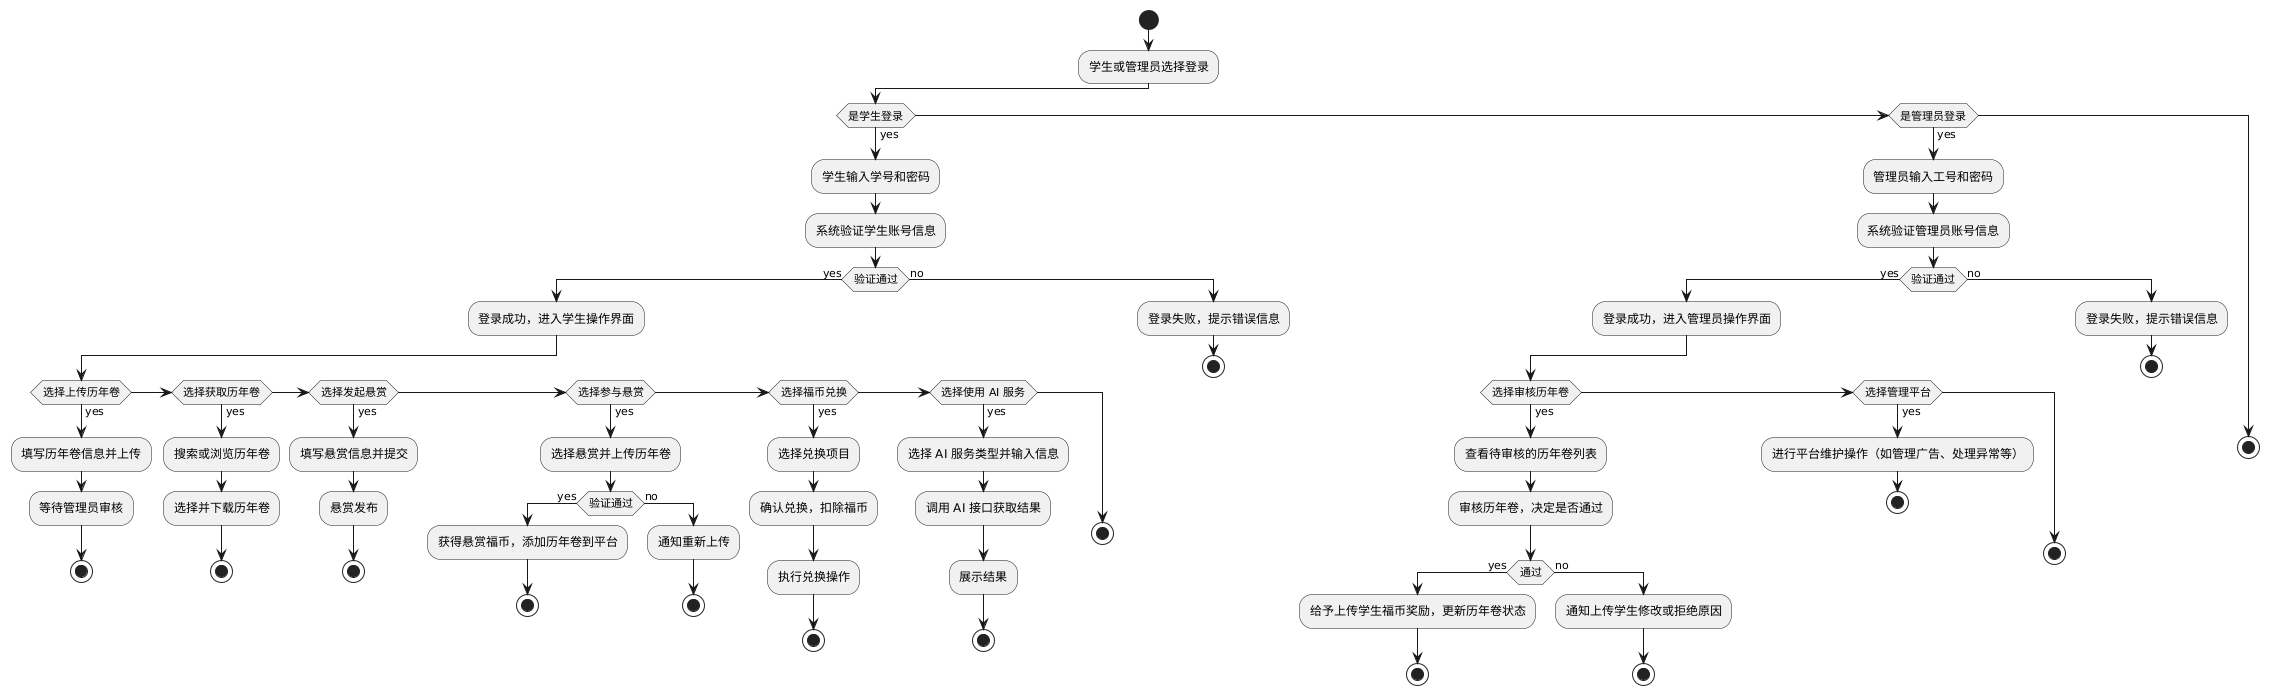 学生或管理员选择登录
是学生登录
是管理员登录
yes
yes
学生输入学号和密码
管理员输入工号和密码
系统验证学生账号信息
系统验证管理员账号信息
yes
验证通过
no
yes
验证通过
no
登录成功，进入学生操作界面
登录失败，提示错误信息
登录成功，进入管理员操作界面
登录失败，提示错误信息
选择上传历年卷
选择获取历年卷
选择发起悬赏
选择参与悬赏
选择福币兑换
选择使用 AI 服务
选择审核历年卷
选择管理平台
yes
yes
yes
yes
yes
yes
yes
yes
填写历年卷信息并上传
搜索或浏览历年卷
填写悬赏信息并提交
选择悬赏并上传历年卷
选择兑换项目
选择 AI 服务类型并输入信息
查看待审核的历年卷列表
进行平台维护操作（如管理广告、处理异常等）
等待管理员审核
选择并下载历年卷
悬赏发布
yes
验证通过
no
确认兑换，扣除福币
调用 AI 接口获取结果
审核历年卷，决定是否通过
获得悬赏福币，添加历年卷到平台
通知重新上传
执行兑换操作
展示结果
yes
通过
no
给予上传学生福币奖励，更新历年卷状态
通知上传学生修改或拒绝原因